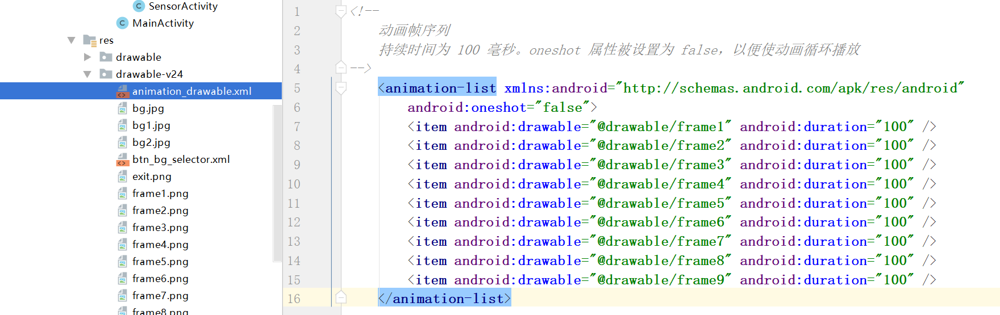 SensorActivity
MainActivity
res
drawable
drawable-v24
animation_drawable.xml
bg.jpg
bg1.jpg
bg2.jpg
btn_bg_selector.xml
exit.png
frame1.png
frame2.png
frame3.png
frame4.png
frame5.png
frame6.png
frame7.png
frame8.png
1 <!--
2 动画帧序列
3 持续时间为 100 毫秒。oneshot 属性被设置为 false，以便使动画循环播放
4 -->
5 <animation-list xmlns:android="http://schemas.android.com/apk/res/android"
6 android:oneshot="false">
7 <item android:drawable="@drawable/frame1" android:duration="100" />
8 <item android:drawable="@drawable/frame2" android:duration="100" />
9 <item android:drawable="@drawable/frame3" android:duration="100" />
10 <item android:drawable="@drawable/frame4" android:duration="100" />
11 <item android:drawable="@drawable/frame5" android:duration="100" />
12 <item android:drawable="@drawable/frame6" android:duration="100" />
13 <item android:drawable="@drawable/frame7" android:duration="100" />
14 <item android:drawable="@drawable/frame8" android:duration="100" />
15 <item android:drawable="@drawable/frame9" android:duration="100" />
16 </animation-list>